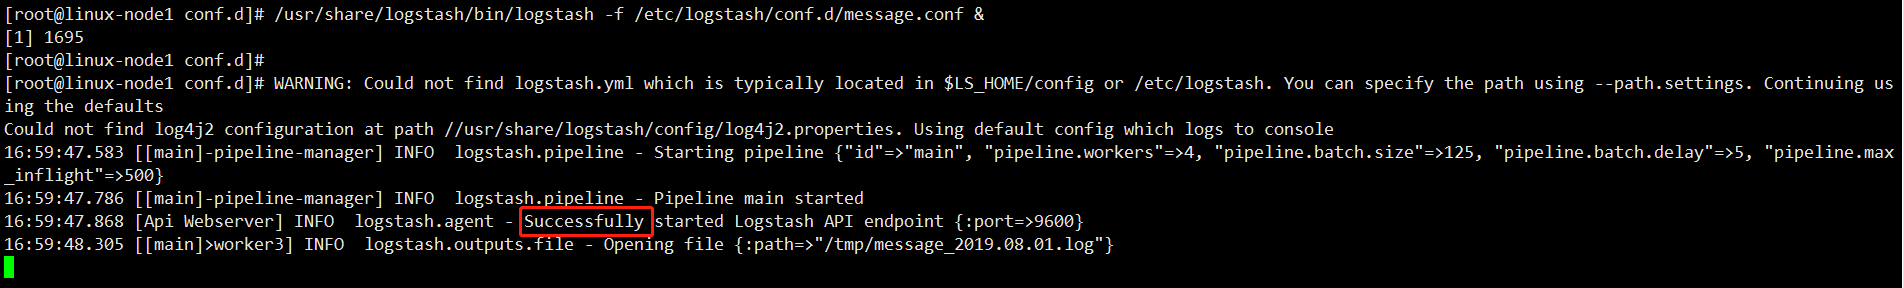 [root@linux-node1 conf.d]# /usr/share/logstash/bin/logstash -f /etc/logstash/conf.d/message.conf &
[1] 1695
[root@linux-node1 conf.d]#
[root@linux-node1 conf.d]# WARNING: Could not find logstash.yml which is typically located in $LS_HOME/config or /etc/logstash. You can specify the path using --path.settings. Continuing us
ing the defaults
Could not find log4j2 configuration at path //usr/share/logstash/config/log4j2.properties. Using default config which logs to console
16:59:47.583 [[main]-pipeline-manager] INFO  logstash.pipeline - Starting pipeline {"id"=>"main", "pipeline.workers"=>4, "pipeline.batch.size"=>125, "pipeline.batch.delay"=>5, "pipeline.max
_inflight"=>500}
16:59:47.786 [[main]-pipeline-manager] INFO  logstash.pipeline - Pipeline main started
16:59:47.868 [Api Webserver] INFO  logstash.agent - Successfully started Logstash API endpoint {:port=>9600}
16:59:48.305 [[main]>worker3] INFO  logstash.outputs.file - Opening file {:path=>"/tmp/message_2019.08.01.log"}